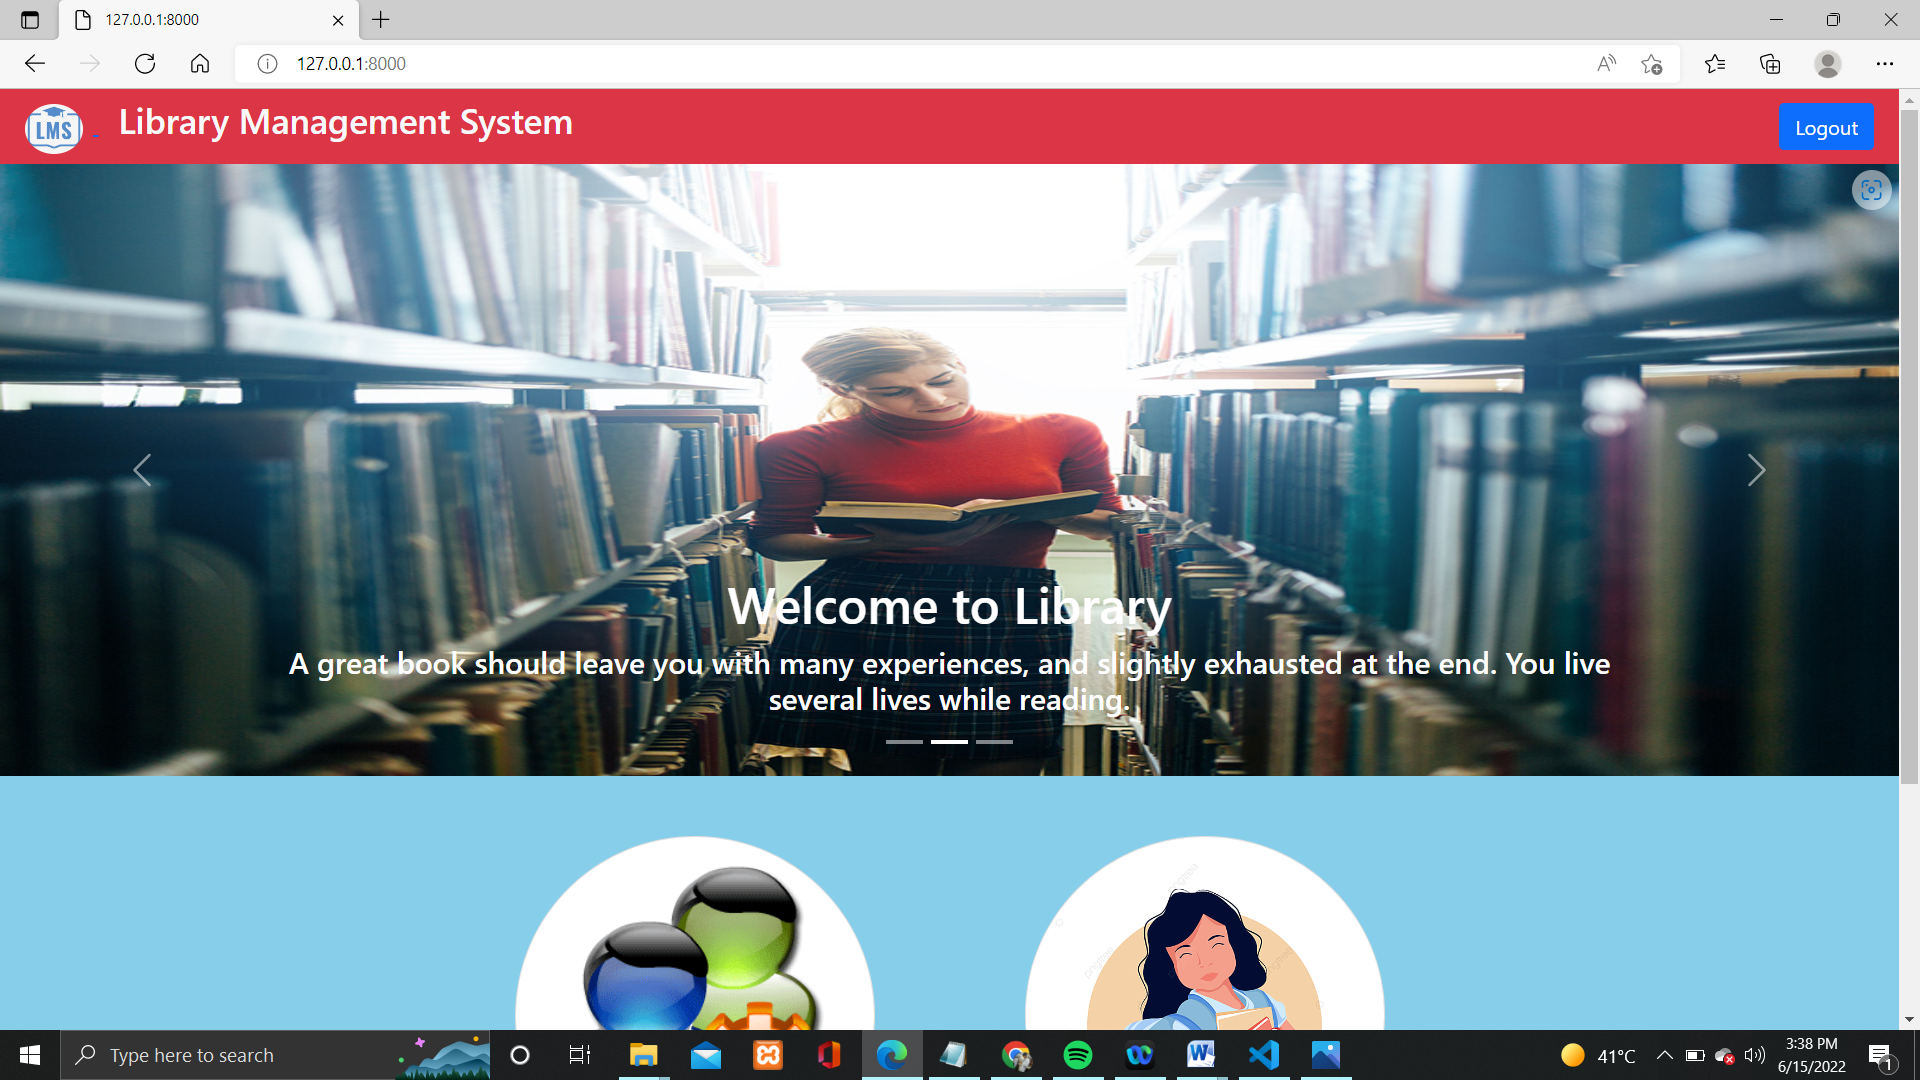 127.0.0.1:8000
127.0.0.1:8000
LMS
Library Management System
Logout
Welcome to Library
A great book should leave you with many experiences, and slightly exhausted at the end. You live
several lives while reading.
Type here to search
41°C
3:38 PM
6/15/2022
1